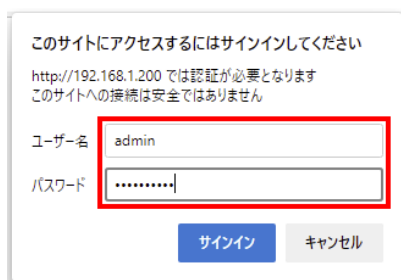 このサイトにアクセスするにはサインインしてください
http://192.168.1.200 では認証が必要となります
このサイトへの接続は安全ではありません
ユーザー名 admin
パスワード ••••••••••
サインイン キャンセル